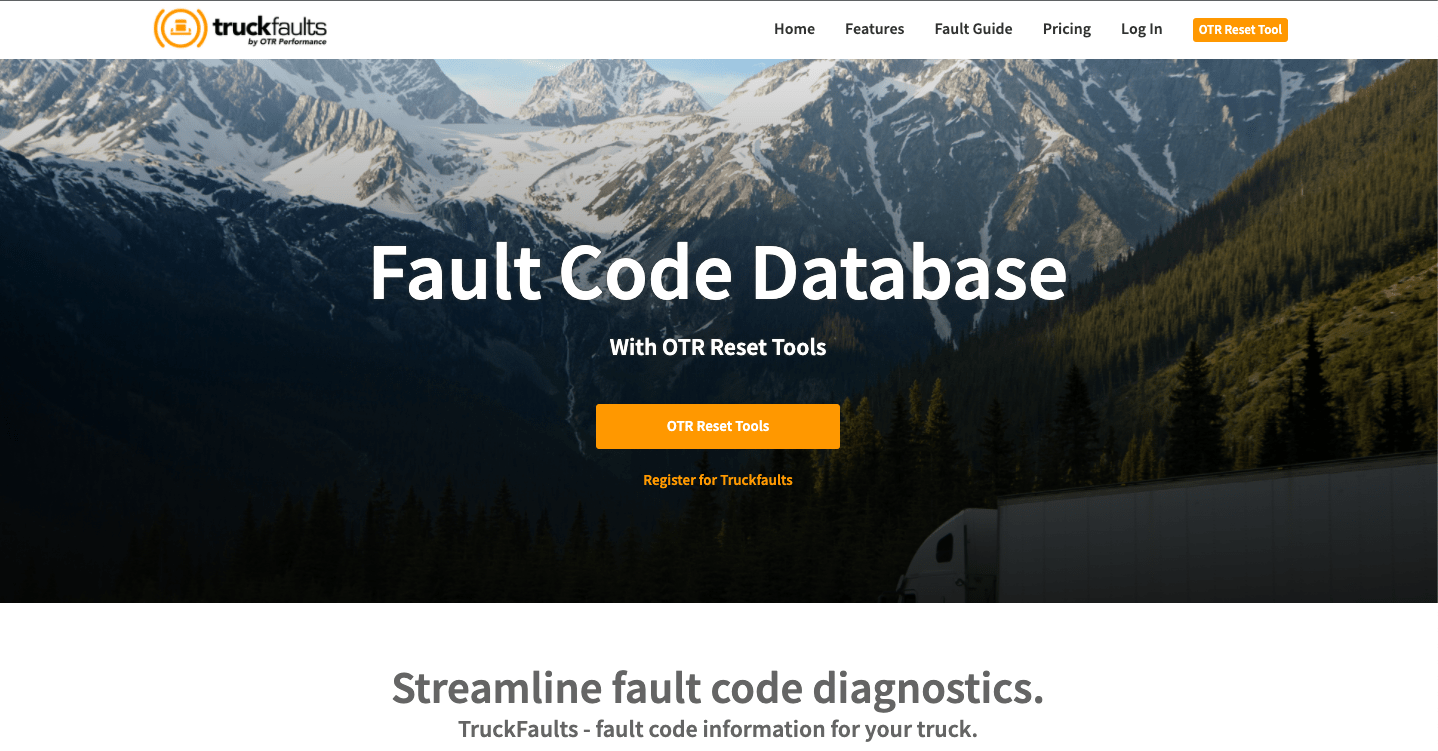 truckfaults
by OTR Performance
Home
Features
Fault Guide
Pricing
Log In
OTR Reset Tool
Fault Code Database
With OTR Reset Tools
OTR Reset Tools
Register for Truckfaults
Streamline fault code diagnostics.
TruckFaults - fault code information for your truck.